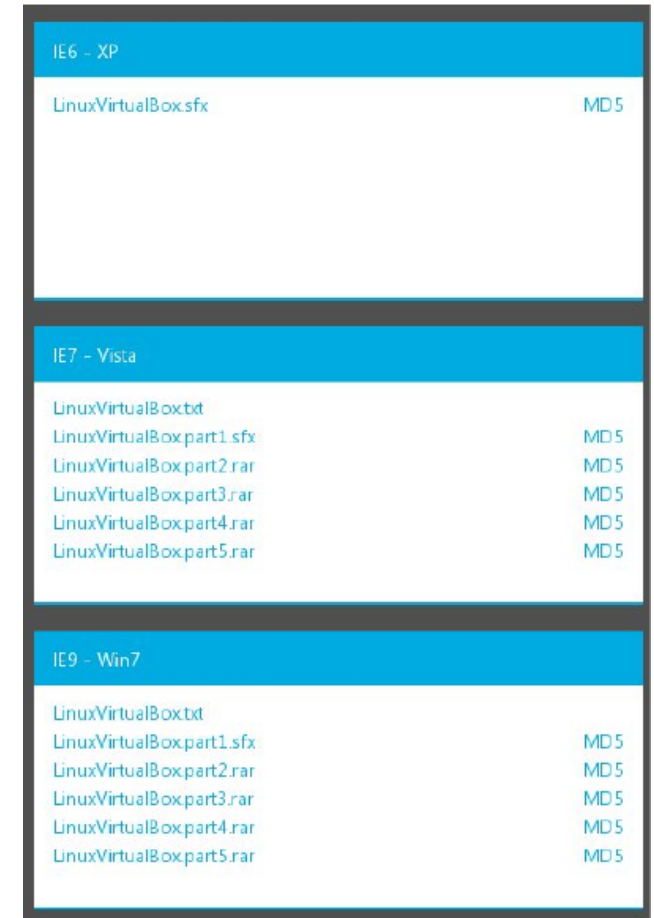 IE6 - XP
LinuxVirtualBox.sfx MD5
IE7 - Vista
LinuxVirtualBox.txt
LinuxVirtualBox.part1.sfx MD5
LinuxVirtualBox.part2.rar MD5
LinuxVirtualBox.part3.rar MD5
LinuxVirtualBox.part4.rar MD5
LinuxVirtualBox.part5.rar MD5
IE9 - Win7
LinuxVirtualBox.txt
LinuxVirtualBox.part1.sfx MD5
LinuxVirtualBox.part2.rar MD5
LinuxVirtualBox.part3.rar MD5
LinuxVirtualBox.part4.rar MD5
LinuxVirtualBox.part5.rar MD5